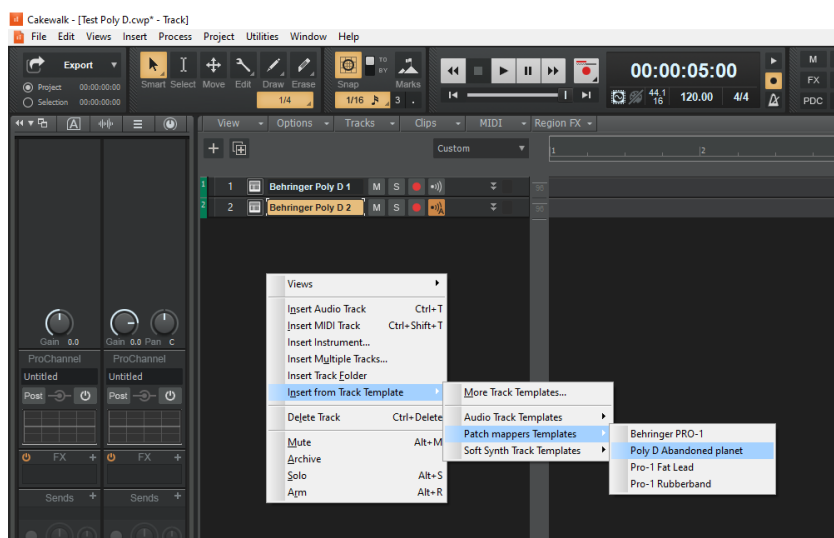 Cakewalk - [Test Poly D.cwp* - Track]
File Edit Views Insert Process Project Utilities Window Help
Export
Project 00:00:00:00
Selection 00:00:00:00
Smart Select Move Edit Draw Erase Snap Marks
TO
BY
1/4 1/16 3
00:00:05:00
44.1
16 120.00 4/4
M
FX
PDC
View Options Tracks Clips MIDI Region FX
Custom
1 2
1 1 Behringer Poly D 1 M S
2 2 Behringer Poly D 2 M S
Gain 0.0 Gain 0.0 Pan C
ProChannel ProChannel
Untitled Untitled
Post Post
FX + FX +
Sends + Sends +
Views
Insert Audio Track Ctrl+T
Insert MIDI Track Ctrl+Shift+T
Insert Instrument...
Insert Multiple Tracks...
Insert Track Folder
Insert from Track Template
Delete Track Ctrl+Delete
Mute Alt+M
Archive
Solo Alt+S
Arm Alt+R
More Track Templates...
Audio Track Templates
Patch mappers Templates
Soft Synth Track Templates
Behringer PRO-1
Poly D Abandoned planet
Pro-1 Fat Lead
Pro-1 Rubberband